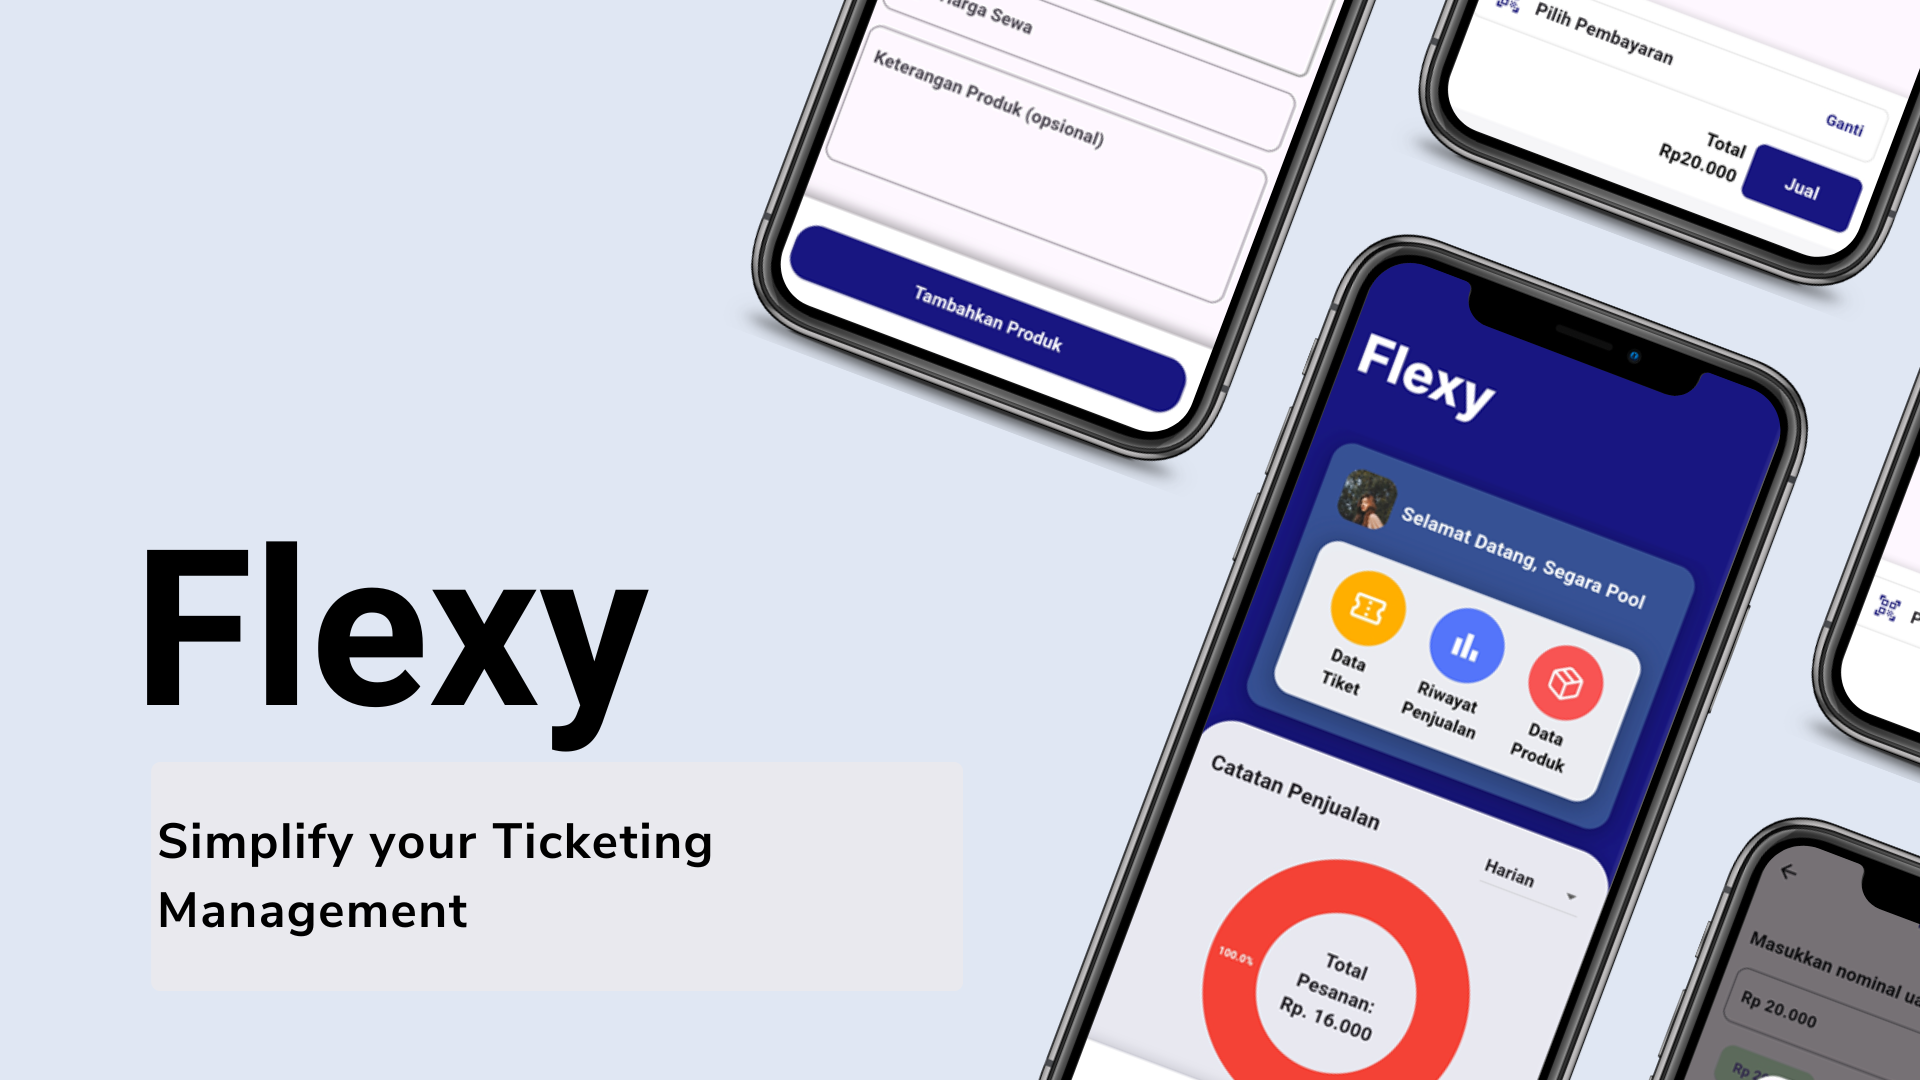 Flexy
Simplify your Ticketing
Management
Harga Sewa
Keterangan Produk (opsional)
Tambahkan Produk
Pilih Pembayaran
Ganti
Total
Rp20.000
Jual
Flexy
Selamat Datang, Segara Pool
Data
Tiket
Riwayat
Penjualan
Data
Produk
Catatan Penjualan
Harian
100.0%
Total
Pesanan:
Rp. 16.000
Masukkan nominal
Rp 20.000